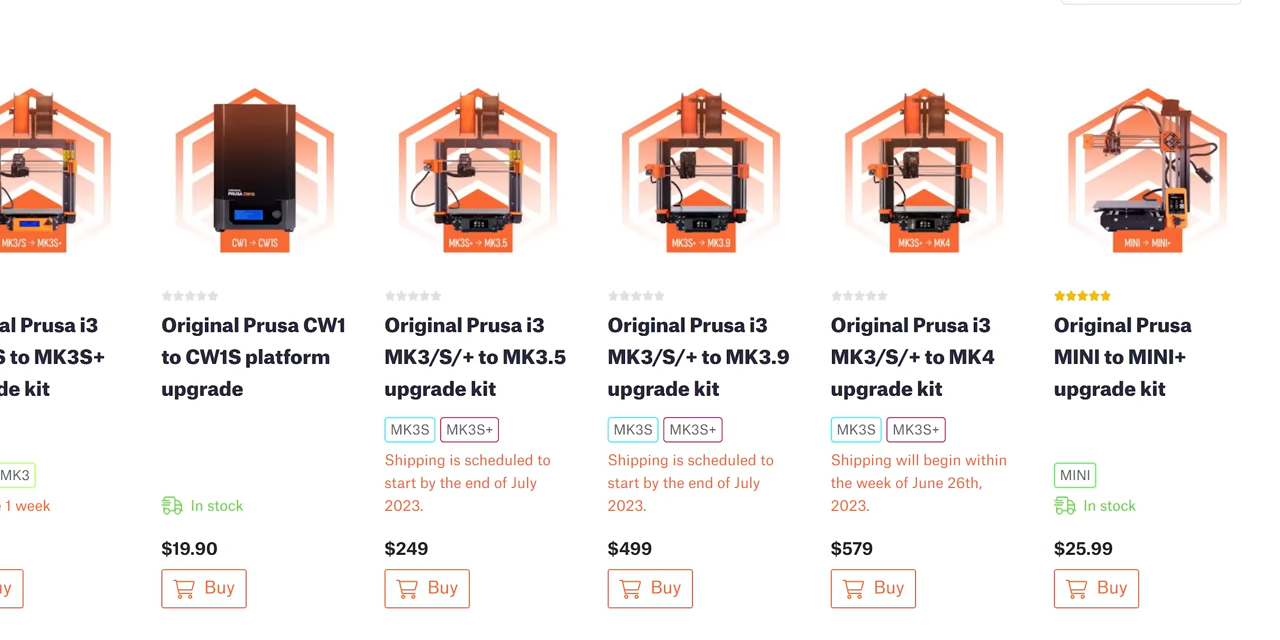 MK3/S → MK3S+
al Prusa i3
S to MK3S+
de kit
MK3
1 week
uy
PRUSA CW1S
CW1 → CW1S
Original Prusa CW1
to CW1S platform
upgrade
In stock
$19.90
Buy
MK3S+ → MK3.5
Original Prusa i3
MK3/S/+ to MK3.5
upgrade kit
MK3S MK3S+
Shipping is scheduled to
start by the end of July
2023.
$249
Buy
MK3S+ → MK3.9
Original Prusa i3
MK3/S/+ to MK3.9
upgrade kit
MK3S MK3S+
Shipping is scheduled to
start by the end of July
2023.
$499
Buy
MK3S+ → MK4
Original Prusa i3
MK3/S/+ to MK4
upgrade kit
MK3S MK3S+
Shipping will begin within
the week of June 26th,
2023.
$579
Buy
MINI → MINI+
Original Prusa
MINI to MINI+
upgrade kit
MINI
In stock
$25.99
Buy